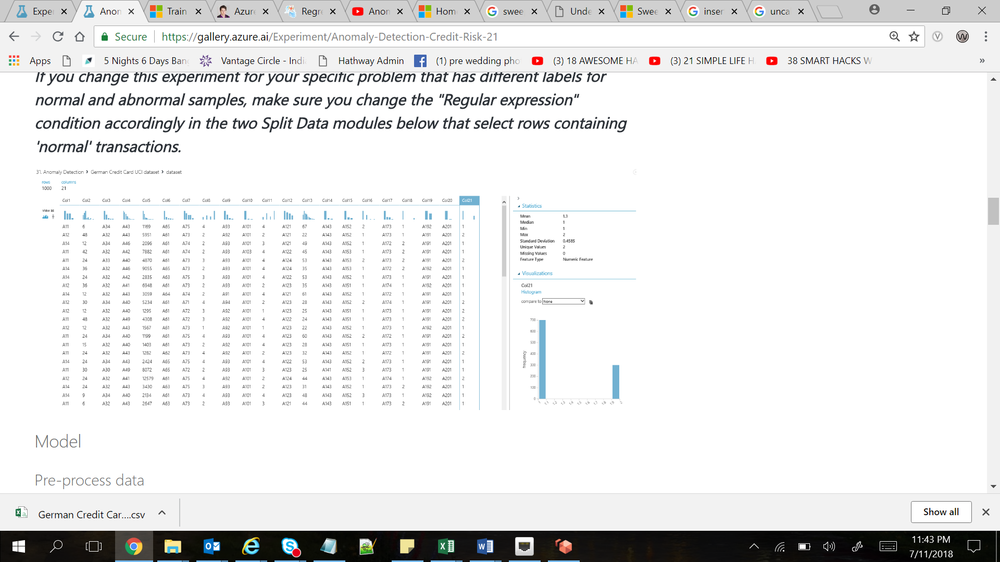 Exper
Anon
Train
Azure
Regre
Anon
Hom
swee
Unde
Swee
inser
unca
Secure
https://gallery.azure.ai/Experiment/Anomaly-Detection-Credit-Risk-21
Apps
5 Nights 6 Days Ban
Vantage Circle - Indi
Hathway Admin
(1) pre wedding pho
(3) 18 AWESOME HA
(3) 21 SIMPLE LIFE H
38 SMART HACKS W
»
If you change this experiment for your specific problem that has different labels for
normal and abnormal samples, make sure you change the "Regular expression"
condition accordingly in the two Split Data modules below that select rows containing
'normal' transactions.
31. Anomaly Detection › German Credit Card UCI dataset › dataset
rows columns
1000 21
Col1 Col2 Col3 Col4 Col5 Col6 Col7 Col8 Col9 Col10 Col11 Col12 Col13 Col14 Col15 Col16 Col17 Col18 Col19 Col20 Col21
view as
A11 6 A34 A43 1169 A65 A75 4 A93 A101 4 A121 67 A143 A152 2 A173 1 A192 A201 1
A12 48 A32 A43 5951 A61 A73 2 A92 A101 2 A121 22 A143 A152 1 A173 1 A191 A201 2
A14 12 A34 A46 2096 A61 A74 2 A93 A101 3 A121 49 A143 A152 1 A172 2 A191 A201 1
A11 42 A32 A42 7882 A61 A74 2 A93 A103 4 A122 45 A143 A153 1 A173 2 A191 A201 1
A11 24 A33 A40 4870 A61 A73 3 A93 A101 4 A124 53 A143 A153 2 A173 2 A191 A201 2
A14 36 A32 A46 9055 A65 A73 2 A93 A101 4 A124 35 A143 A153 1 A172 2 A192 A201 1
A14 24 A32 A42 2835 A63 A75 3 A93 A101 4 A122 53 A143 A152 1 A173 1 A191 A201 1
A12 36 A32 A41 6948 A61 A73 2 A93 A101 2 A123 35 A143 A151 1 A174 1 A192 A201 1
A14 12 A32 A43 3059 A64 A74 2 A91 A101 4 A121 61 A143 A152 1 A172 1 A191 A201 1
A12 30 A34 A40 5234 A61 A71 4 A94 A101 2 A123 28 A143 A152 2 A174 1 A191 A201 2
A12 12 A32 A40 1295 A61 A72 3 A92 A101 1 A123 25 A143 A151 1 A173 1 A191 A201 2
A11 48 A32 A49 4308 A61 A72 3 A92 A101 4 A122 24 A143 A151 1 A173 1 A191 A201 2
A12 12 A32 A43 1567 A61 A73 1 A92 A101 1 A123 22 A143 A152 1 A173 1 A192 A201 1
A11 24 A34 A40 1199 A61 A75 4 A93 A101 4 A123 60 A143 A152 2 A172 1 A191 A201 2
A11 15 A32 A40 1403 A61 A73 2 A92 A101 4 A123 28 A143 A151 1 A173 1 A191 A201 1
A11 24 A32 A43 1282 A62 A73 4 A92 A101 2 A123 32 A143 A152 1 A172 1 A191 A201 2
A14 24 A34 A43 2424 A65 A75 4 A93 A101 4 A122 53 A143 A152 2 A173 1 A191 A201 1
A11 30 A30 A49 8072 A65 A72 2 A93 A101 3 A123 25 A141 A152 3 A173 1 A191 A201 1
A12 24 A32 A41 12579 A61 A75 4 A92 A101 2 A124 44 A143 A153 1 A174 1 A192 A201 2
A14 24 A32 A43 3430 A63 A75 3 A93 A101 2 A123 31 A143 A152 1 A173 2 A192 A201 1
A14 9 A34 A40 2134 A61 A73 4 A93 A101 4 A123 48 A143 A152 3 A173 1 A192 A201 1
A11 6 A32 A43 2647 A63 A73 2 A93 A101 3 A121 44 A143 A151 1 A173 2 A191 A201 1
Statistics
Mean 1.3
Median 1
Min 1
Max 2
Standard Deviation 0.4585
Unique Values 2
Missing Values 0
Feature Type Numeric Feature
Visualizations
Col21
Histogram
compare to None
frequency
700
600
500
400
300
200
100
0
1 1.1 1.2 1.3 1.4 1.5 1.6 1.7 1.8 1.9 2
Model
Pre-process data
German Credit Car....csv
Show all
11:43 PM
7/11/2018